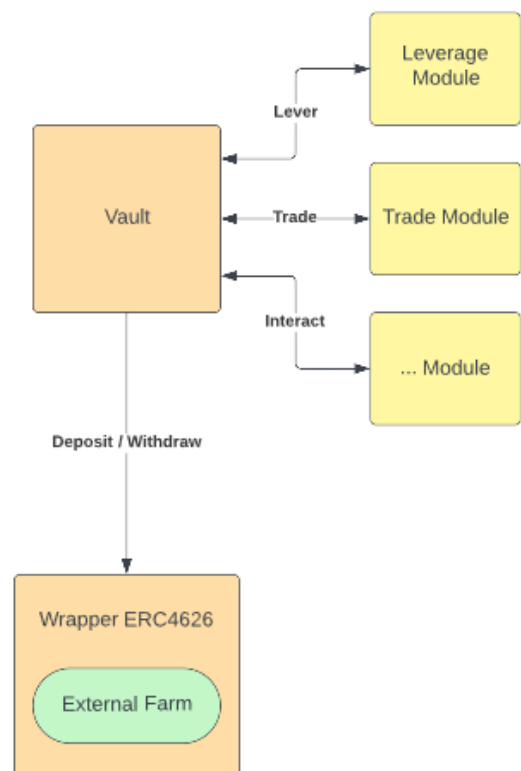 Leverage
Module
Lever
Vault
Trade
Trade Module
Interact
... Module
Deposit / Withdraw
Wrapper ERC4626
External Farm